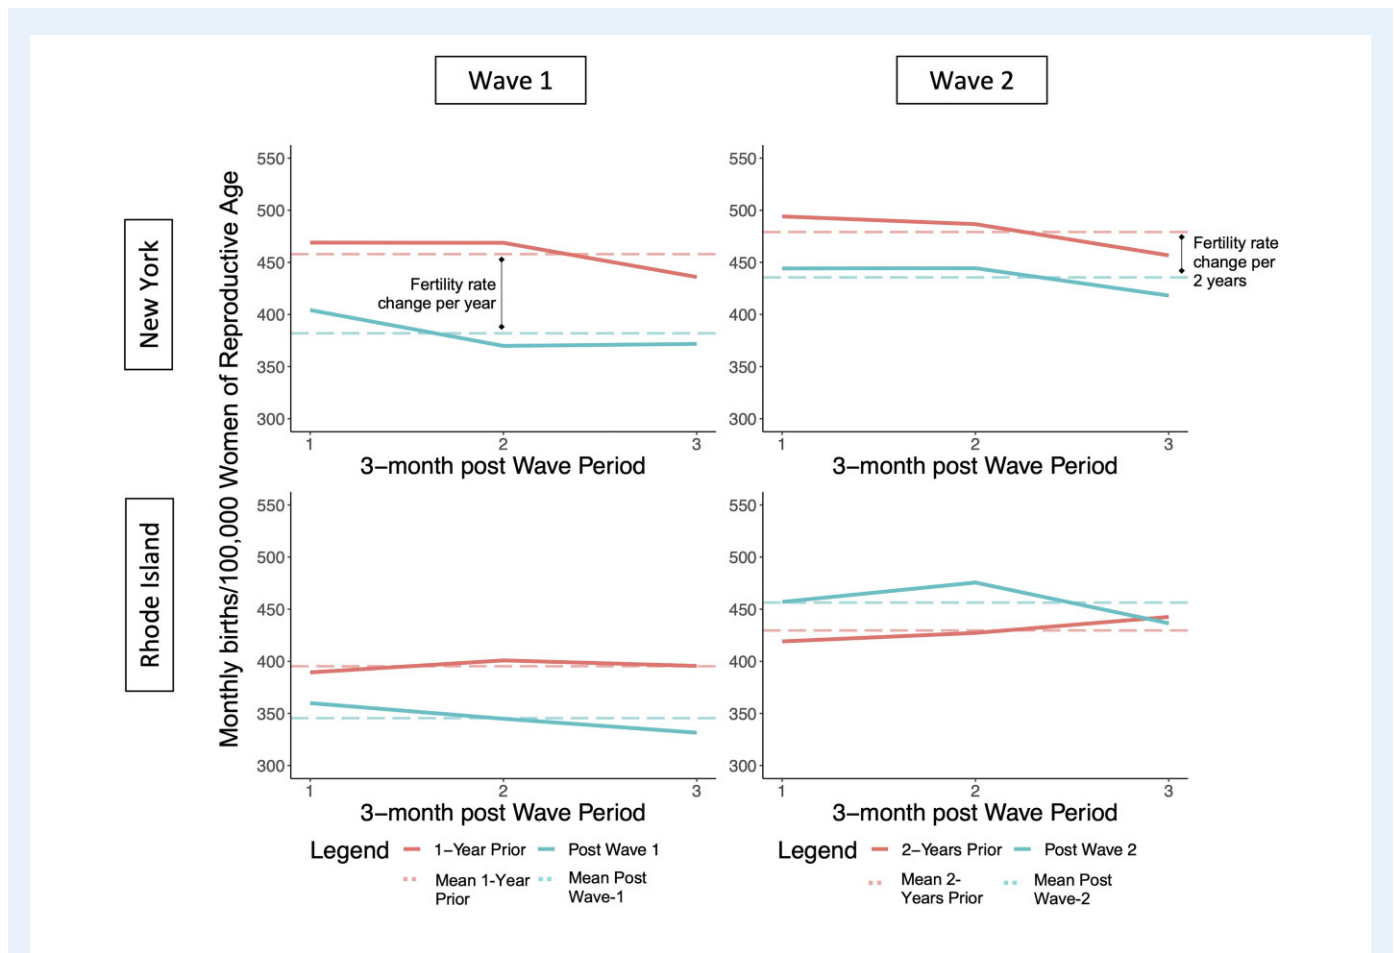 Wave 1
Wave 2
New York
Rhode Island
Monthly births/100,000 Women of Reproductive Age
550
500
450
400
350
300
Fertility rate
change per year
1
2
3
3−month post Wave Period
550
500
450
400
350
300
Fertility rate
change per
2 years
1
2
3
3−month post Wave Period
550
500
450
400
350
300
1
2
3
3−month post Wave Period
550
500
450
400
350
300
1
2
3
3−month post Wave Period
Legend
1−Year Prior
Post Wave 1
Mean 1-Year
Prior
Mean Post
Wave-1
Legend
2−Years Prior
Post Wave 2
Mean 2-
Years Prior
Mean Post
Wave-2